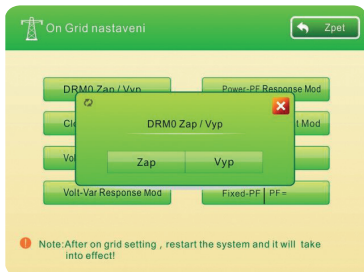 On Grid nastaveni
Zpet
DRM0 Zap / Vyp
Power-PF Response Mod
t Mod
DRM0 Zap / Vyp
Zap
Vyp
Volt-Var Response Mod
Fixed-PF | PF=
Note:After on grid setting , restart the system and it will take
into effect!